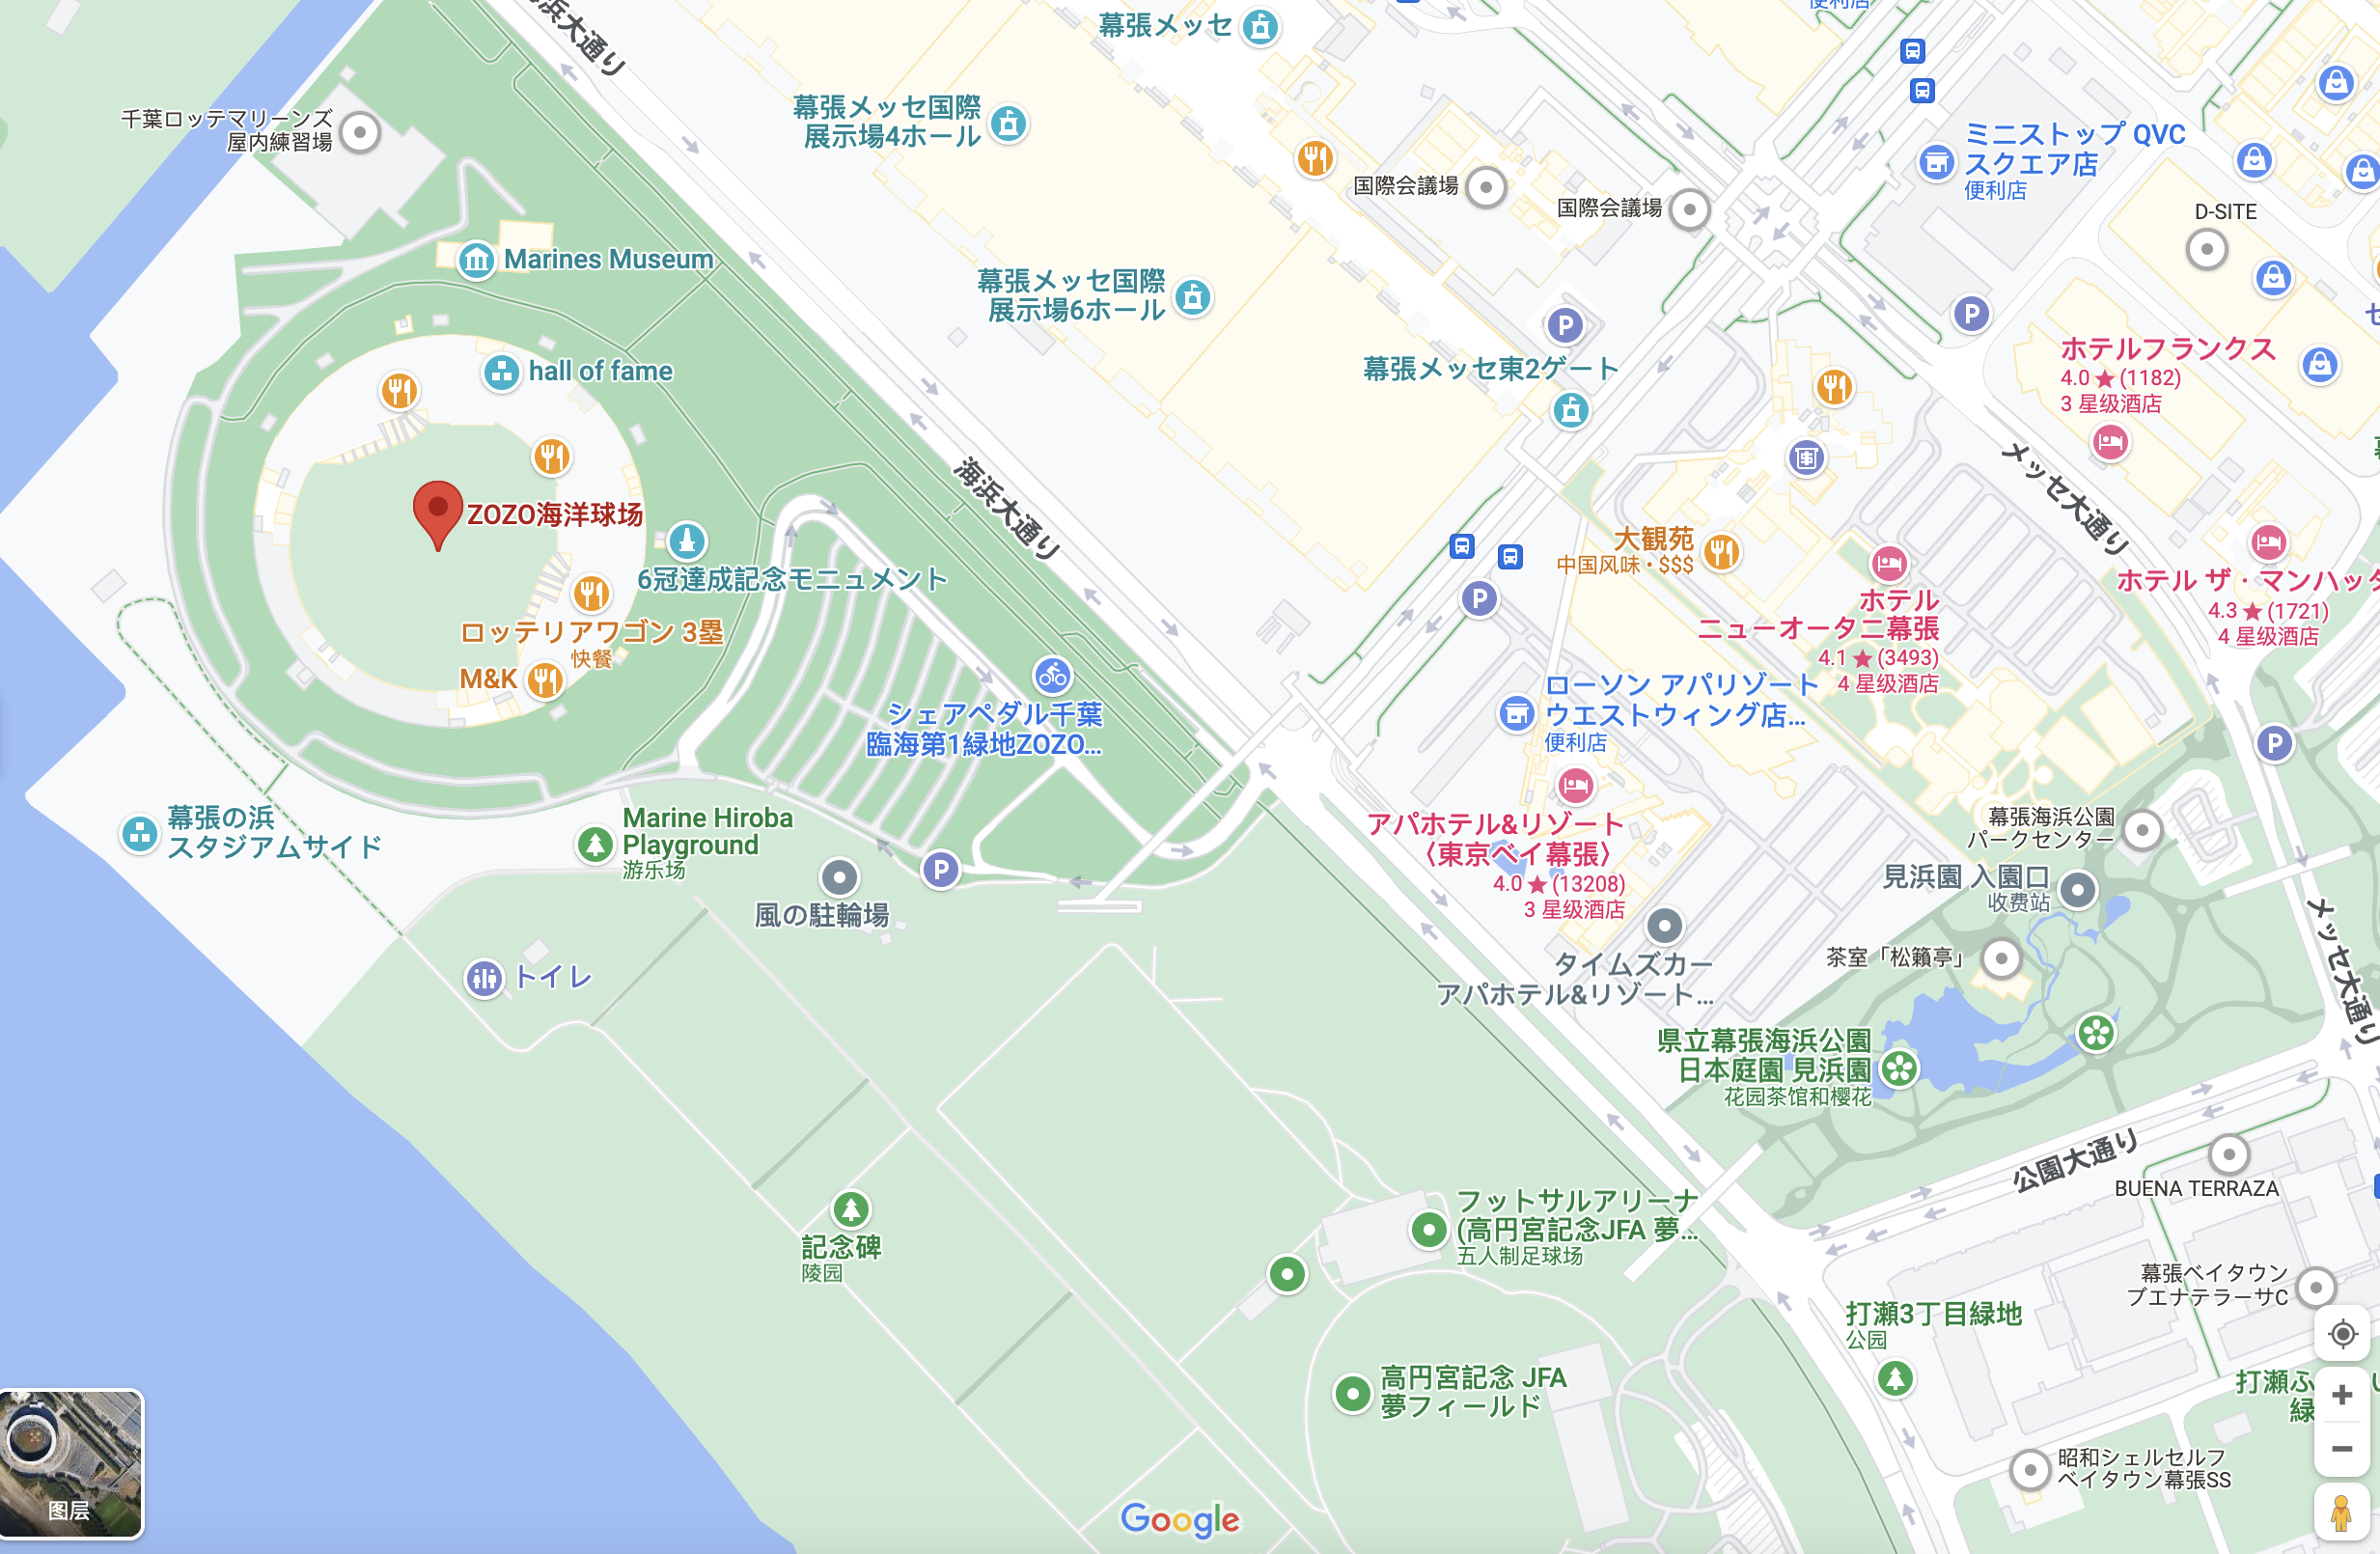 海浜大通り
幕張メッセ
便利店
千葉ロッテマリーンズ
屋内練習場
幕張メッセ国際
展示場4ホール
国際会議場
国際会議場
ミニストップ QVC
スクエア店
便利店
D-SITE
Marines Museum
幕張メッセ国際
展示場6ホール
幕張メッセ東2ゲート
ホテルフランクス
4.0★(1182)
3 星级酒店
hall of fame
ZOZO海洋球场
海浜大通り
メッセ大通り
大観苑
中国风味・$$$
6冠達成記念モニュメント
ホテル
ニューオータニ幕張
4.1★(3493)
4 星级酒店
ホテル ザ・マンハッタ
4.3★(1721)
4 星级酒店
ロッテリアワゴン 3塁
快餐
M&K
シェアペダル千葉
臨海第1緑地ZOZO...
ローソン アパリゾート
ウエストウィング店...
便利店
幕張の浜
スタジアムサイド
Marine Hiroba
Playground
游乐场
アパホテル&リゾート
〈東京ベイ幕張〉
4.0★(13208)
3 星级酒店
幕張海浜公園
パークセンター
見浜園 入園口
收费站
風の駐輪場
茶室「松籟亭」
メッセ大通り
トイレ
タイムズカー
アパホテル&リゾート...
県立幕張海浜公園
日本庭園 見浜園
花园茶馆和樱花
公園大通り
BUENA TERRAZA
記念碑
陵园
フットサルアリーナ
(高円宮記念JFA 夢...
五人制足球场
幕張ベイタウン
ブエナテラーサC
打瀬3丁目緑地
公园
高円宮記念 JFA
夢フィールド
打瀬ふ
緑
昭和シェルセルフ
ベイタウン幕張SS
图层
Google